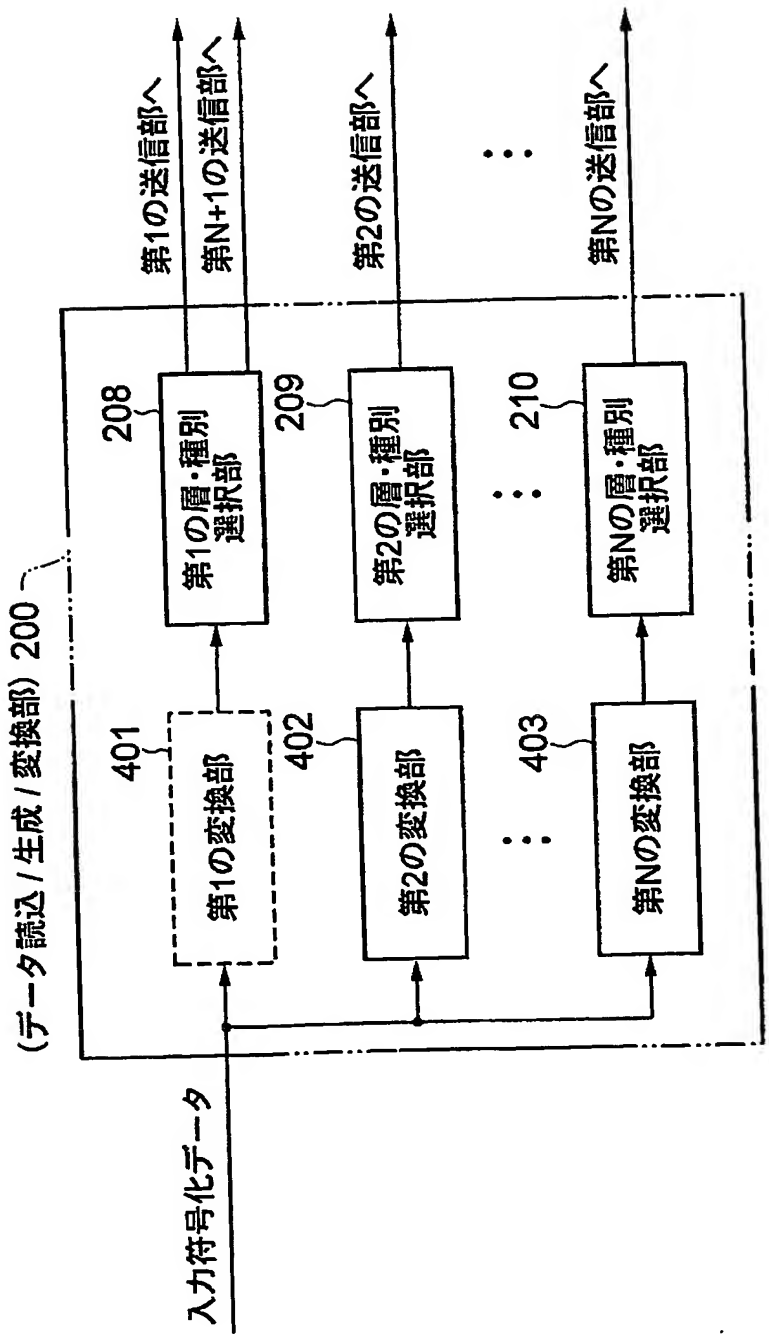 (データ読込/生成/変換部) 200
入力符号化データ
401
第1の変換部
208
第1の層・種別
選択部
第1の送信部へ
第N+1の送信部へ
402
第2の変換部
209
第2の層・種別
選択部
第2の送信部へ
403
第Nの変換部
210
第Nの層・種別
選択部
第Nの送信部へ